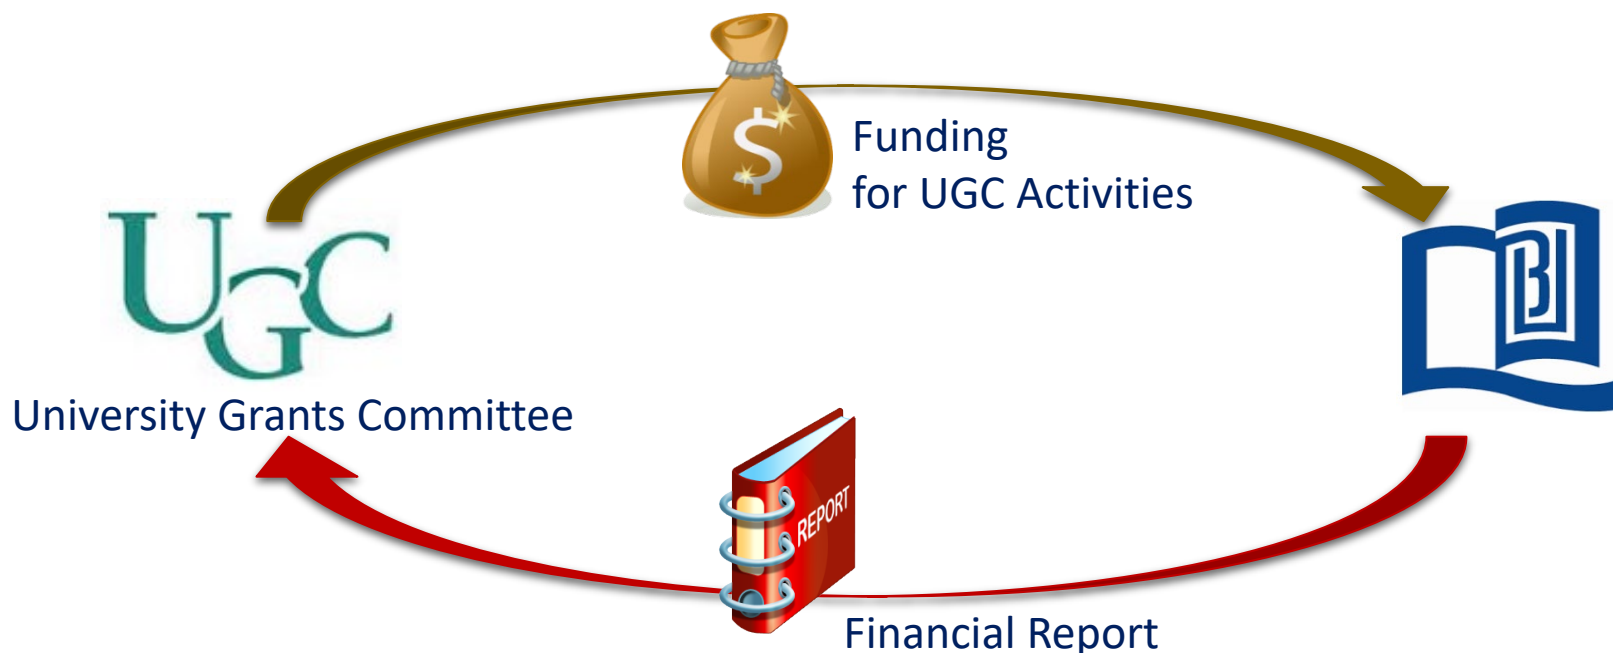 $
Funding
for UGC Activities
UGC
University Grants Committee
REPORT
Financial Report